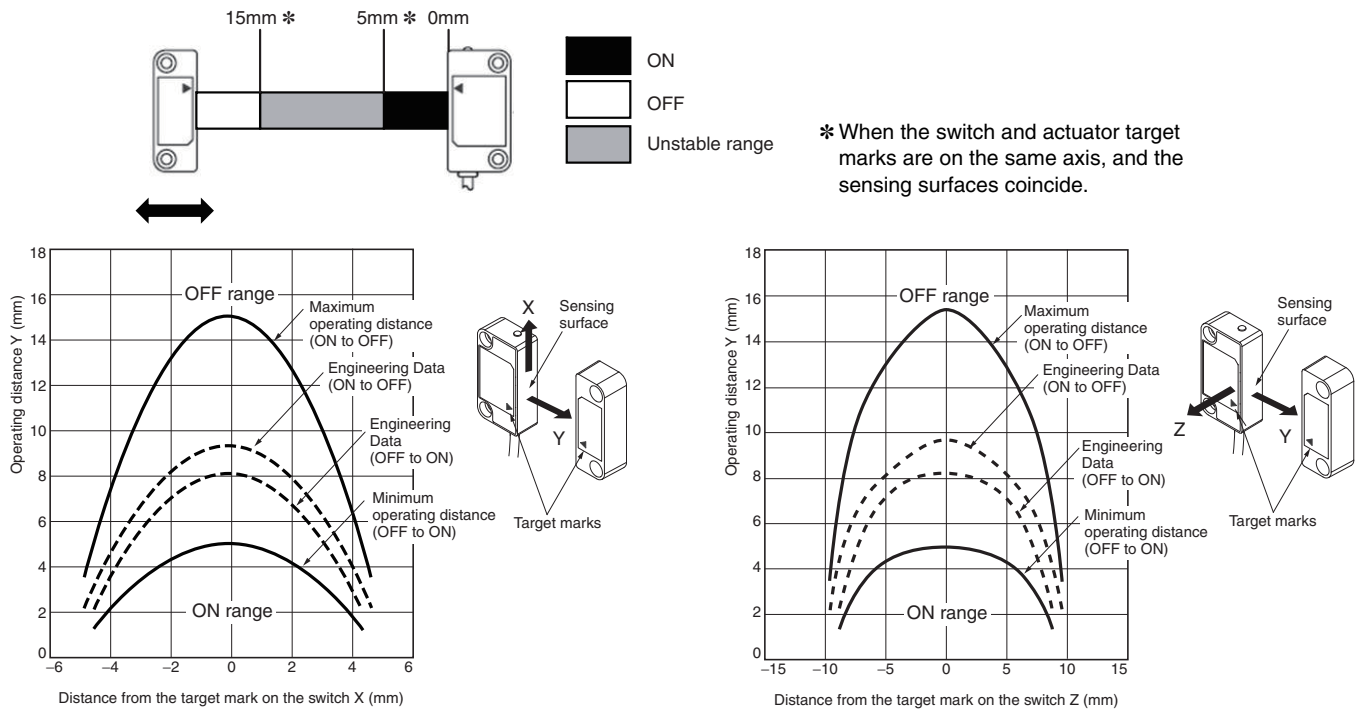 15mm ✻ 5mm ✻ 0mm
ON
OFF
Unstable range
✻ When the switch and actuator target
marks are on the same axis, and the
sensing surfaces coincide.
Operating distance Y (mm)
18
16
14
12
10
8
6
4
2
0
−6 −4 −2 0 2 4 6
Distance from the target mark on the switch X (mm)
OFF range
Maximum
operating distance
(ON to OFF)
Engineering Data
(ON to OFF)
Engineering
Data
(OFF to ON)
Minimum
operating distance
(OFF to ON)
ON range
X
Sensing
surface
Y
Target marks
Operating distance Y (mm)
18
16
14
12
10
8
6
4
2
0
−15 −10 −5 0 5 10 15
Distance from the target mark on the switch Z (mm)
OFF range
Maximum
operating distance
(ON to OFF)
Engineering Data
(ON to OFF)
Engineering
Data
(OFF to ON)
Minimum
operating distance
(OFF to ON)
ON range
Sensing
surface
Z
Y
Target marks